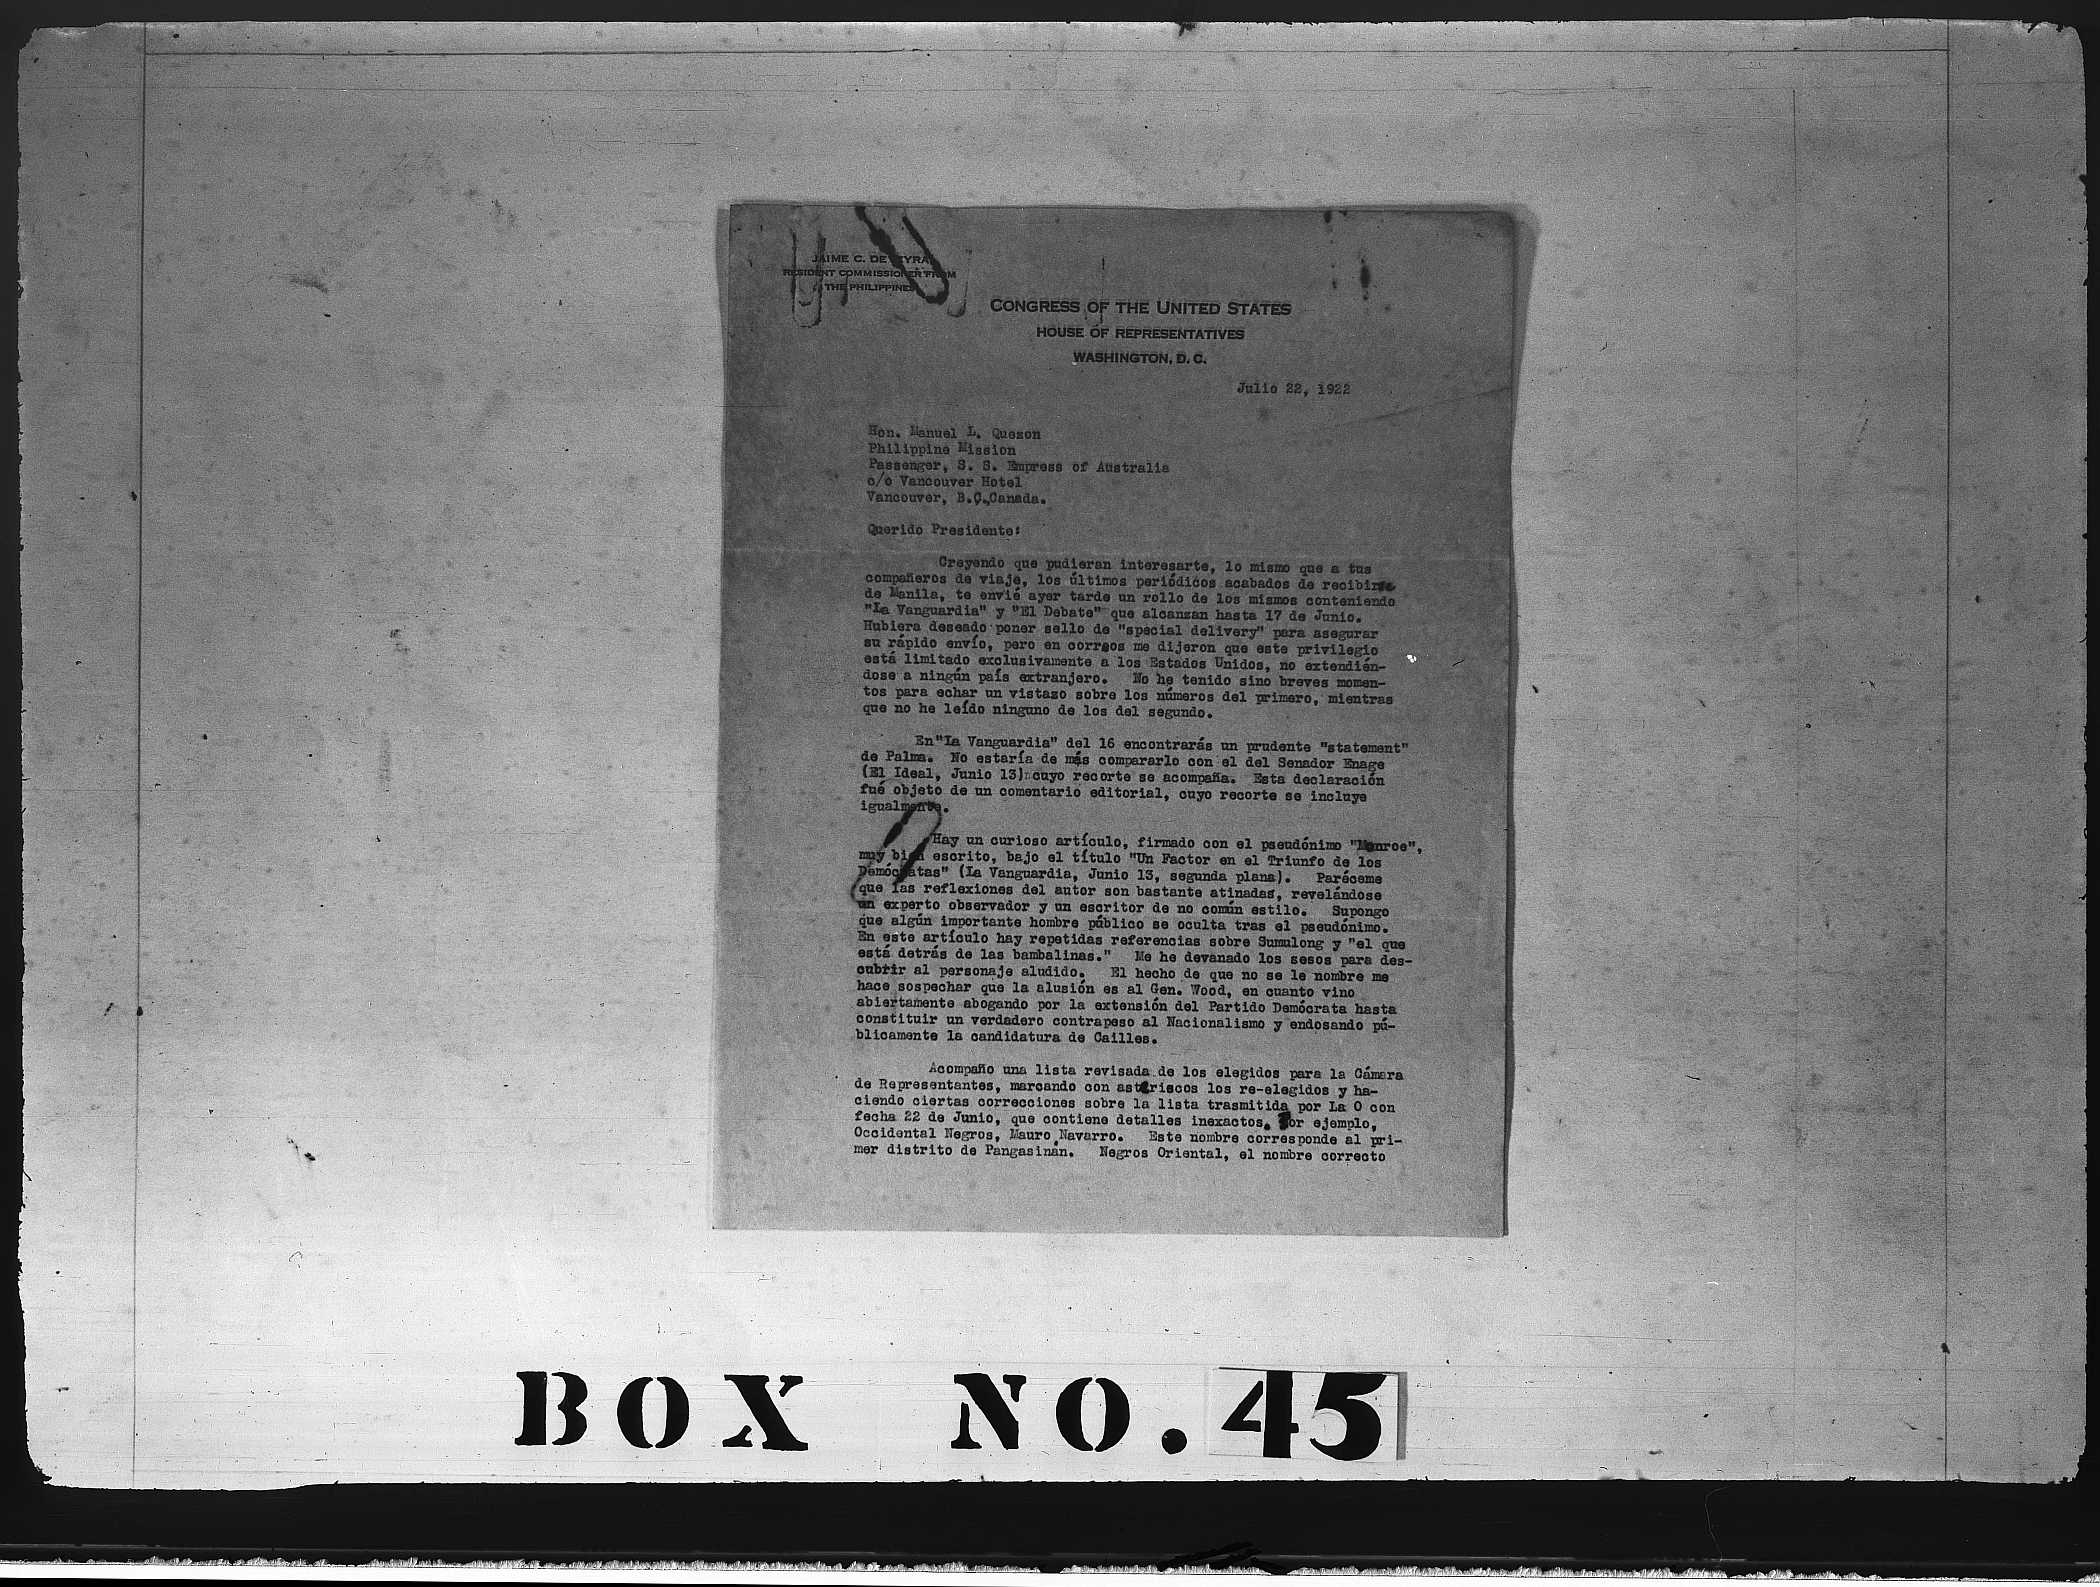 JAIME C. DE VEYRA
RESIDENT COMMISSIONER FROM
THE PHILIPPINES
CONGRESS OF THE UNITED STATES
HOUSE OF REPRESENTATIVES
WASHINGTON, D. C.
Julio 22, 1922
Hon. Manuel L. Quezon
Philippine Mission
Passenger, S. S. Empress of Australia
c/o Vancouver Hotel
Vancouver, B.C.,Canada.
Querido Presidente:
Creyendo que pudieran interesarte, lo mismo que a tus
compañeros de viaje, los últimos periódicos acabados de recibirse
de Manila, te envié ayer tarde un rollo de los mismos conteniendo
"La Vanguardia" y "El Debate" que alcanzan hasta 17 de Junio.
Hubiera deseado poner sello de "special delivery" para asegurar
su rápido envío, pero en correos me dijeron que este privilegio
está limitado exclusivamente a los Estados Unidos, no extendién-
dose a ningún país extranjero. No he tenido sino breves momen-
tos para echar un vistazo sobre los números del primero, mientras
que no he leído ninguno de los del segundo.
En"La Vanguardia" del 16 encontrarás un prudente "statement"
de Palma. No estaría de más compararlo con el del Senador Enage
(El Ideal, Junio 13) cuyo recorte se acompaña. Esta declaración
fué objeto de un comentario editorial, cuyo recorte se incluye
igualmente.
Hay un curioso artículo, firmado con el pseudónimo "Monroe",
muy bien escrito, bajo el título "Un Factor en el Triunfo de los
Demócratas" (La Vanguardia, Junio 13, segunda plana). Paréceme
que las reflexiones del autor son bastante atinadas, revelándose
un experto observador y un escritor de no común estilo. Supongo
que algún importante hombre público se oculta tras el pseudónimo.
En este artículo hay repetidas referencias sobre Sumulong y "el que
está detrás de las bambalinas." Me he devanado los sesos para des-
cubrir al personaje aludido. El hecho de que no se le nombre me
hace sospechar que la alusión es al Gen. Wood, en cuanto vino
abiertamente abogando por la extensión del Partido Demócrata hasta
constituir un verdadero contrapeso al Nacionalismo y endosando pú-
blicamente la candidatura de Cailles.
Acompaño una lista revisada de los elegidos para la Cámara
de Representantes, marcando con asteriscos los re-elegidos y ha-
ciendo ciertas correcciones sobre la lista trasmitida por La O con
fecha 22 de Junio, que contiene detalles inexactos. Por ejemplo,
Occidental Negros, Mauro Navarro. Este nombre corresponde al pri-
mer distrito de Pangasinán. Negros Oriental, el nombre correcto
BOX NO. 45